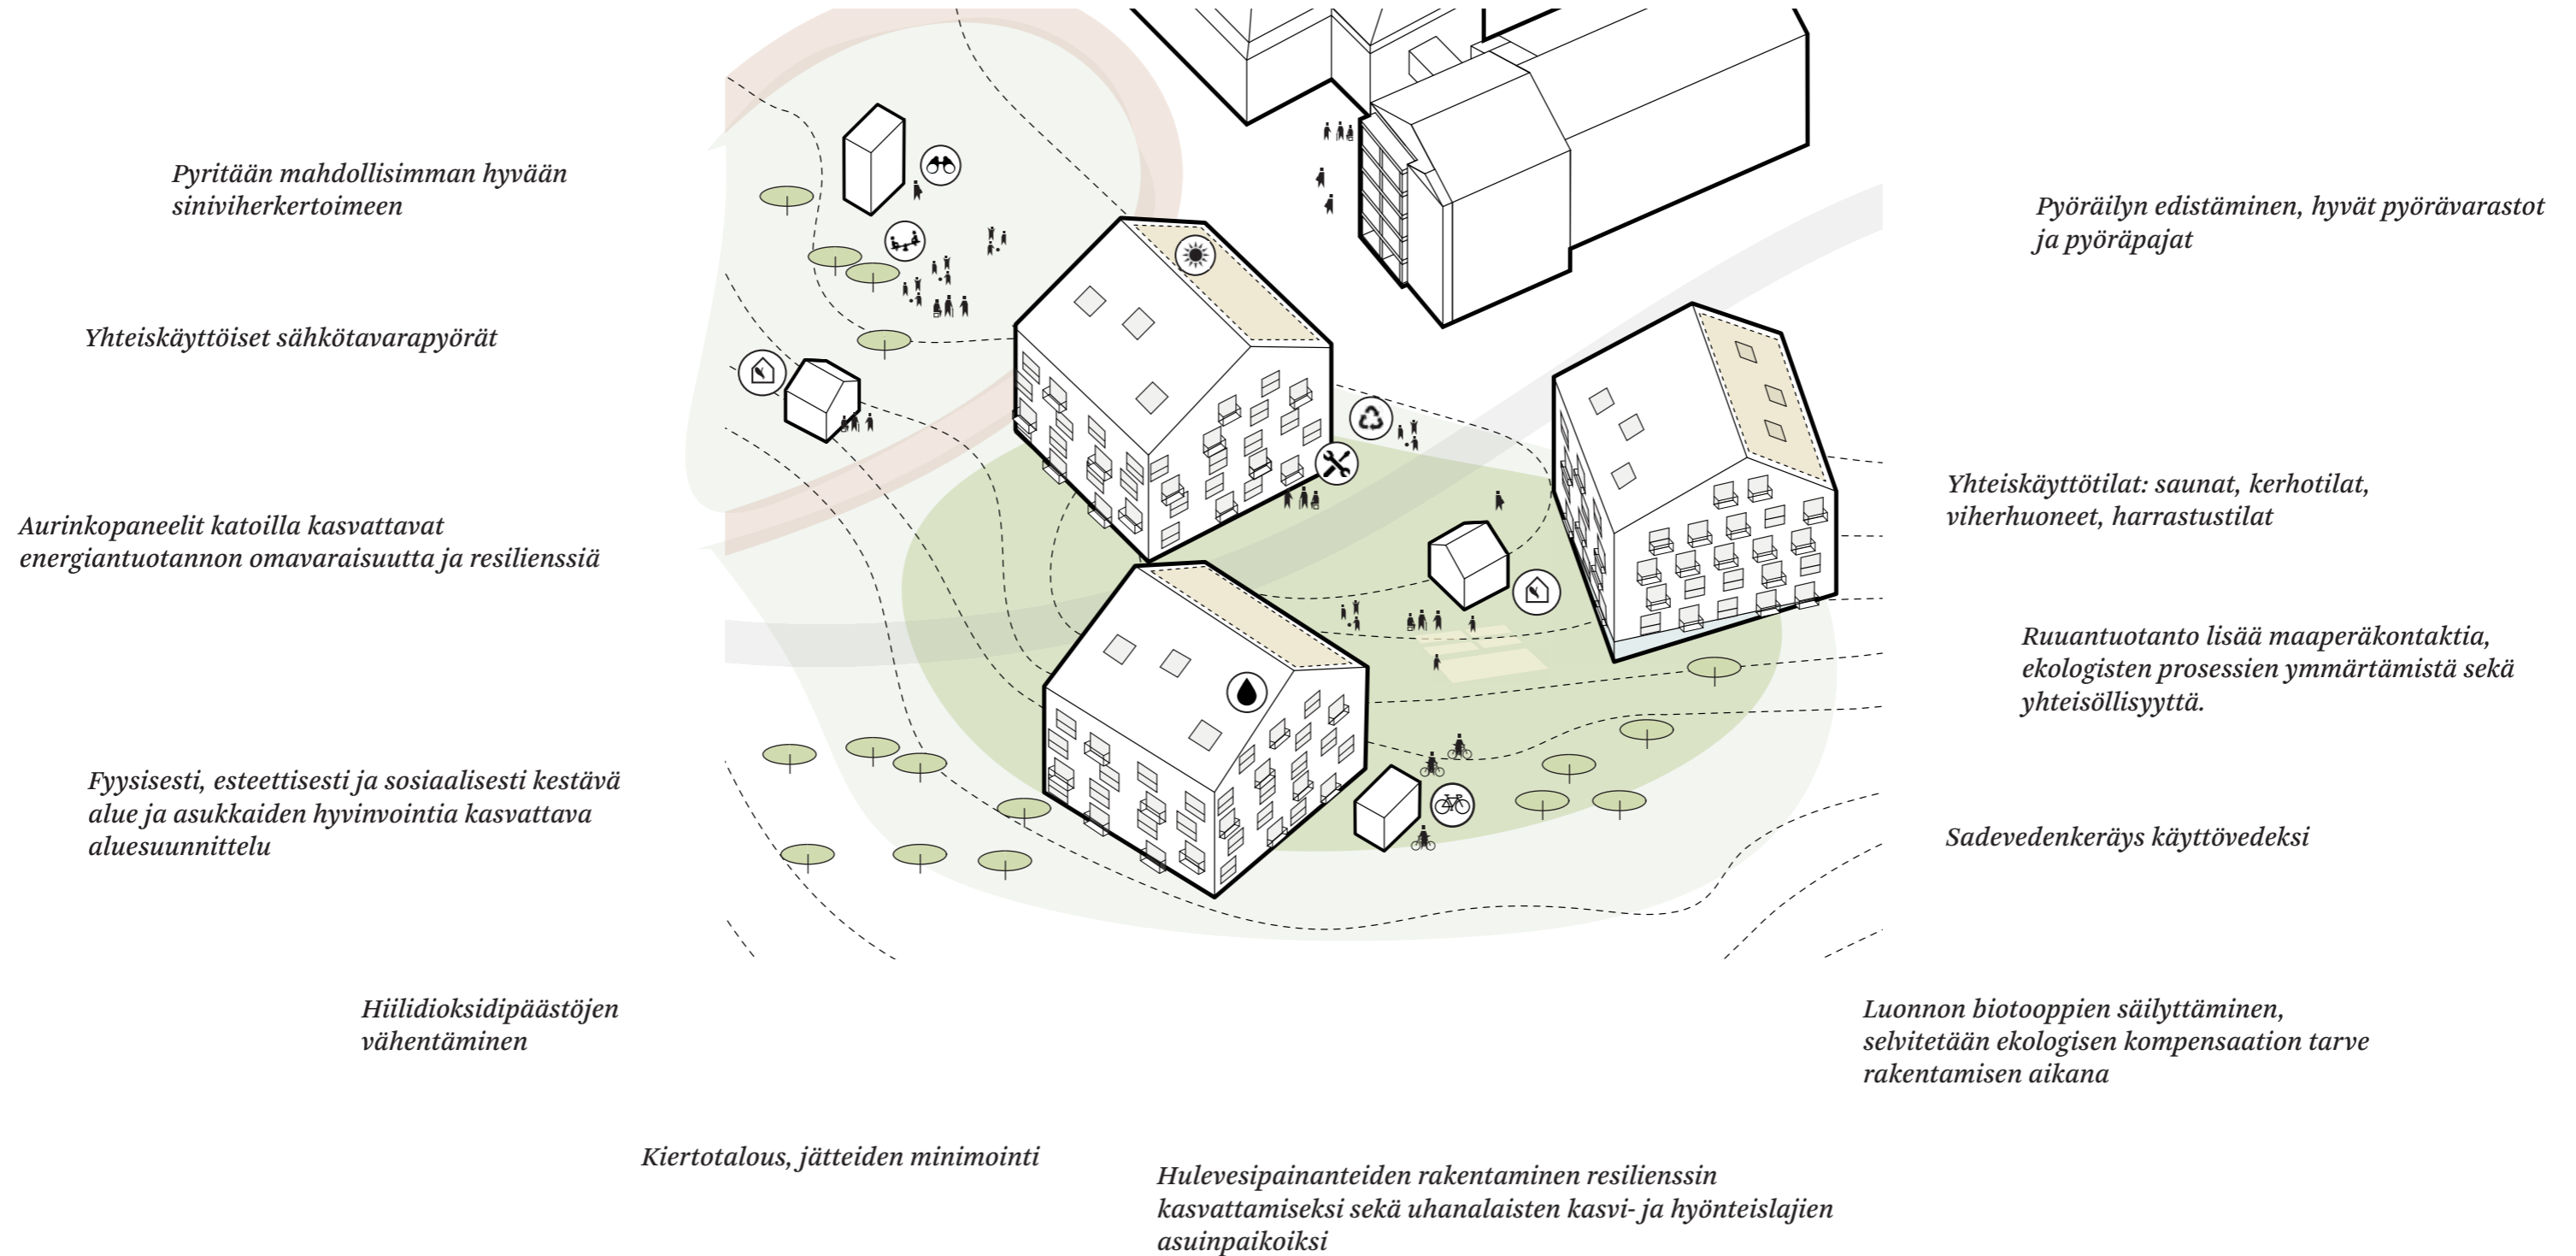 Pyritään mahdollisimman hyvään
siniviherkertoimeen
Yhteiskäyttöiset sähkötavarapyörät
Aurinkopaneelit katoilla kasvattavat
energiantuotannon omavaraisuutta ja resilienssiä
Fyysisesti, esteettisesti ja sosiaalisesti kestävä
alue ja asukkaiden hyvinvointia kasvattava
aluesuunnittelu
Hiilidioksidipäästöjen
vähentäminen
Kiertotalous, jätteiden minimointi
Hulevesipainanteiden rakentaminen resilienssin
kasvattamiseksi sekä uhanalaisten kasvi- ja hyönteislajien
asuinpaikoiksi
Pyöräilyn edistäminen, hyvät pyörävarastot
ja pyöräpajat
Yhteiskäyttötilat: saunat, kerhotilat,
viherhuoneet, harrastustilat
Ruuantuotanto lisää maaperäkontaktia,
ekologisten prosessien ymmärtämistä sekä
yhteisöllisyyttä.
Sadevedenkeräys käyttövedeksi
Luonnon biotooppien säilyttäminen,
selvitetään ekologisen kompensaation tarve
rakentamisen aikana